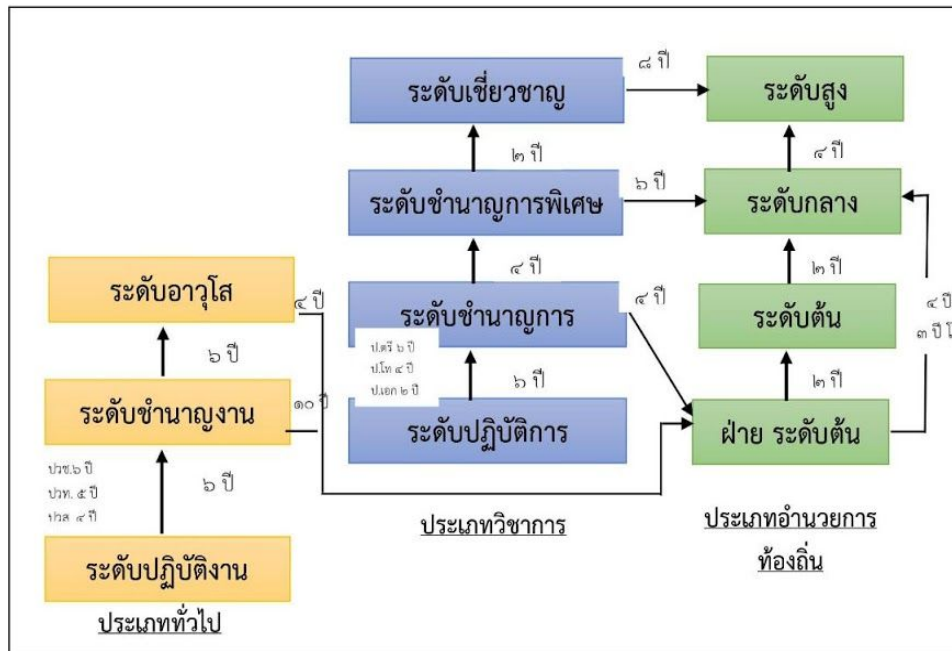 ระดับเชี่ยวชาญ
๘ ปี
ระดับสูง
๒ ปี
๔ ปี
ระดับชำนาญการพิเศษ
๖ ปี
ระดับกลาง
ระดับอาวุโส
๔ ปี
๔ ปี
ระดับชำนาญการ
๔ ปี
๒ ปี
ระดับต้น
๔ ปี
๓ ปี
๖ ปี
ป.ตรี ๖ ปี
ป.โท ๔ ปี
ป.เอก ๒ ปี
๖ ปี
๒ ปี
ระดับชำนาญงาน
๑๐ ปี
ระดับปฏิบัติการ
ฝ่าย ระดับต้น
ปวช.๖ ปี
ปวท. ๕ ปี
ปวส. ๔ ปี
๖ ปี
ประเภทวิชาการ
ประเภทอำนวยการ
ท้องถิ่น
ระดับปฏิบัติงาน
ประเภททั่วไป